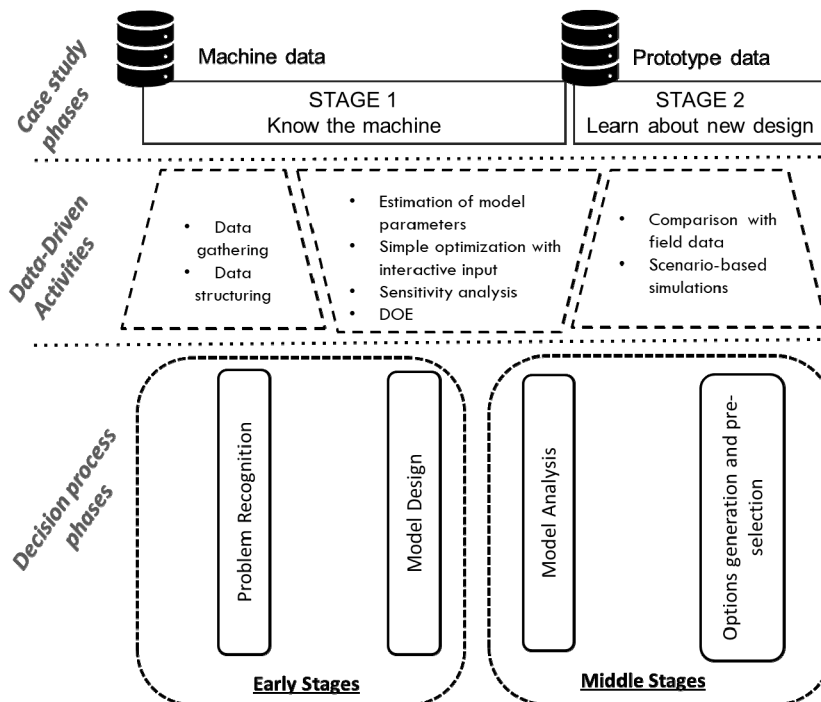 Case study
phases
Machine data
Prototype data
STAGE 1
Know the machine
STAGE 2
Learn about new design
Data-Driven
Activities
• Data
gathering
• Data
structuring
• Estimation of model
parameters
• Simple optimization with
interactive input
• Sensitivity analysis
• DOE
• Comparison with
field data
• Scenario-based
simulations
Decision process
phases
Problem Recognition
Model Design
Model Analysis
Options generation and pre-
selection
Early Stages
Middle Stages